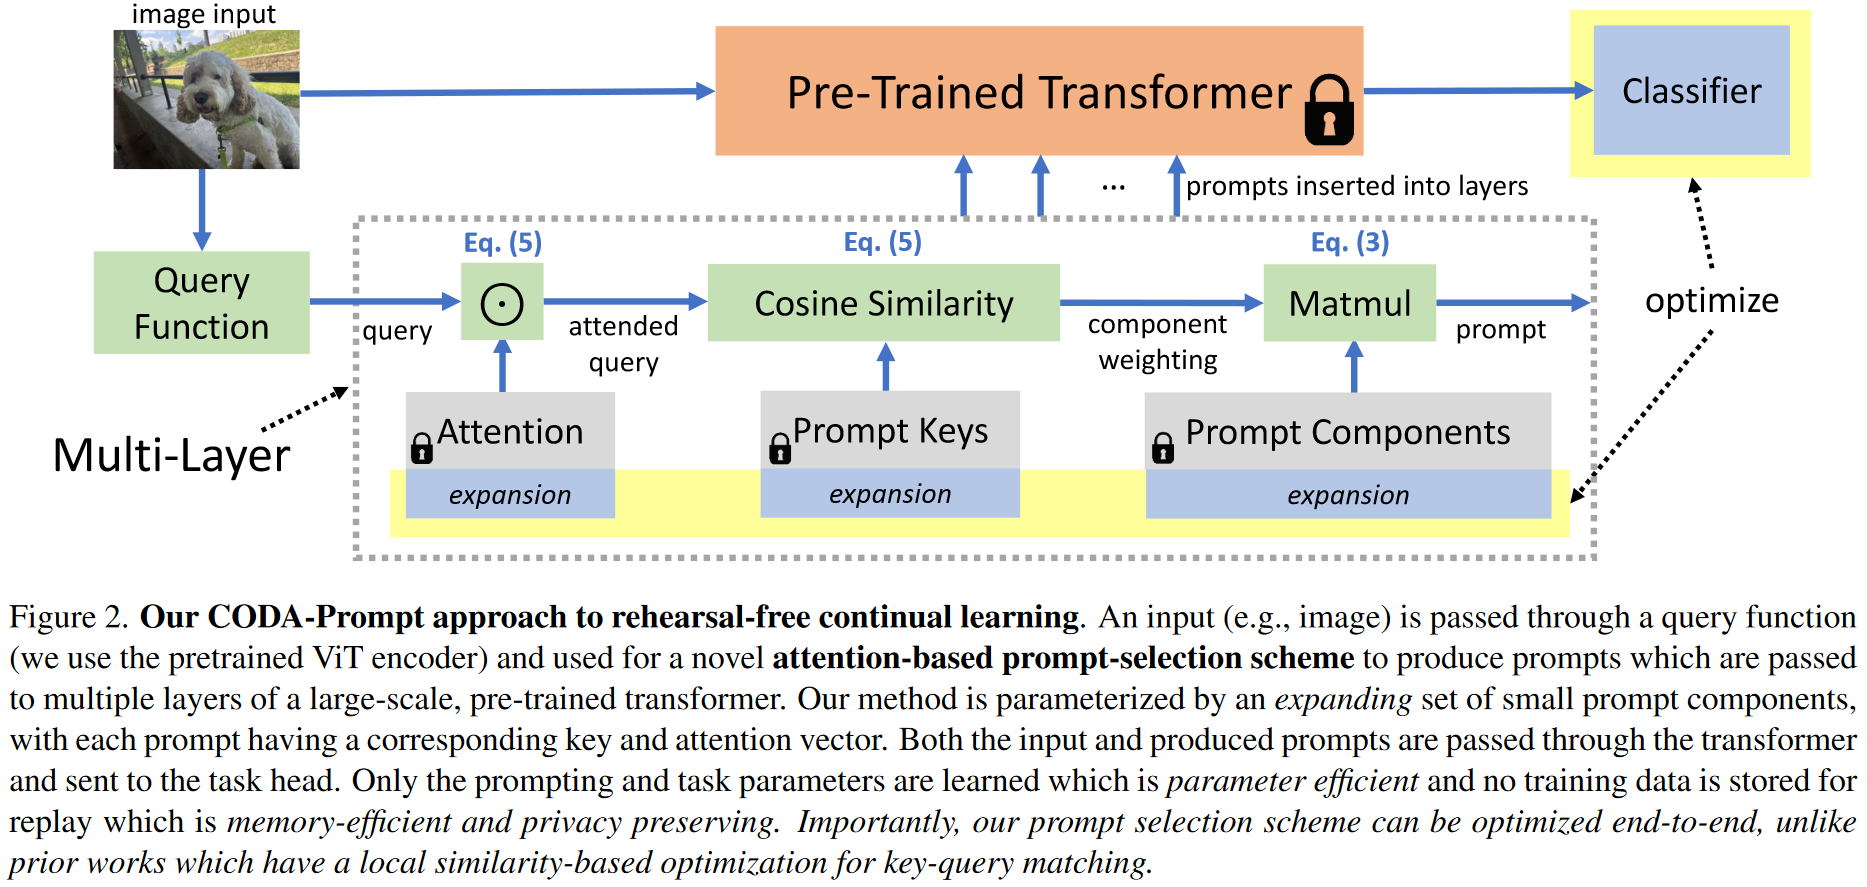 image input
Pre-Trained Transformer
Classifier
... prompts inserted into layers
Eq. (5)
Eq. (5)
Eq. (3)
Query
Function
query
attended
query
Cosine Similarity
component
weighting
Matmul
prompt
optimize
Multi-Layer
Attention
Prompt Keys
Prompt Components
expansion
expansion
expansion
Figure 2. Our CODA-Prompt approach to rehearsal-free continual learning. An input (e.g., image) is passed through a query function
(we use the pretrained ViT encoder) and used for a novel attention-based prompt-selection scheme to produce prompts which are passed
to multiple layers of a large-scale, pre-trained transformer. Our method is parameterized by an expanding set of small prompt components,
with each prompt having a corresponding key and attention vector. Both the input and produced prompts are passed through the transformer
and sent to the task head. Only the prompting and task parameters are learned which is parameter efficient and no training data is stored for
replay which is memory-efficient and privacy preserving. Importantly, our prompt selection scheme can be optimized end-to-end, unlike
prior works which have a local similarity-based optimization for key-query matching.